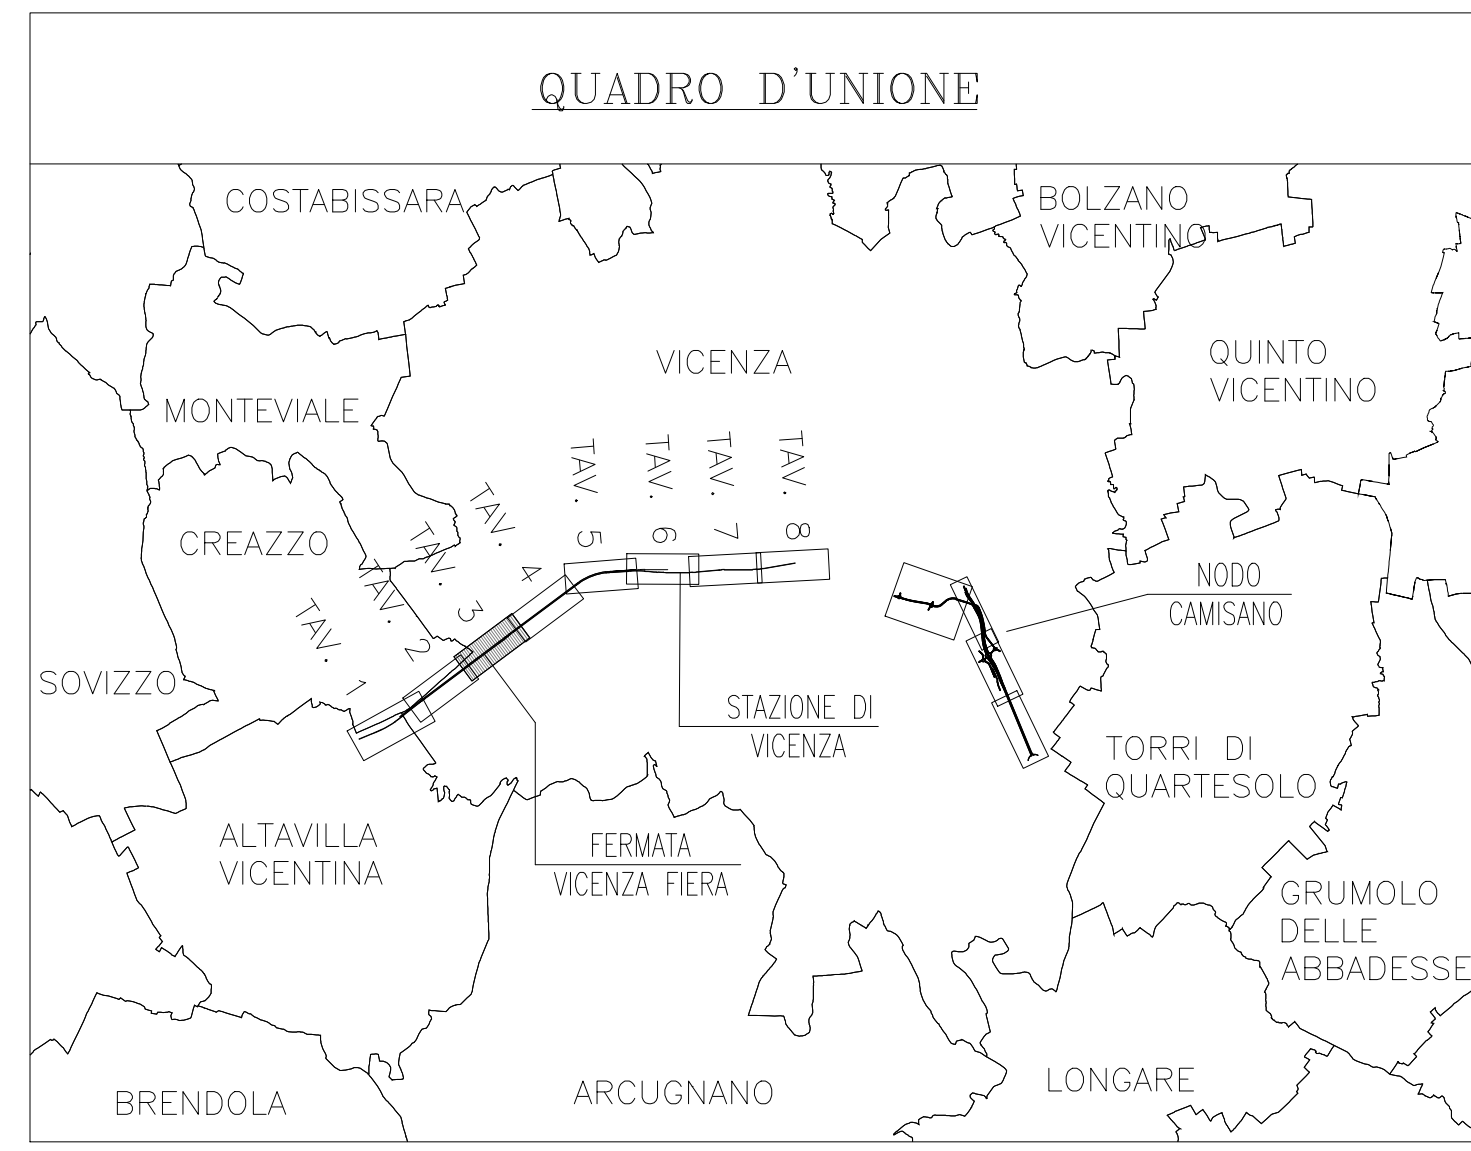 QUADRO D'UNIONE
COSTABISSARA
BOLZANO
VICENTINO
VICENZA
QUINTO
VICENTINO
MONTEVIALE
CREAZZO
TAV. 1
TAV. 2
TAV. 3
TAV. 4
TAV. 5
TAV. 6
TAV. 7
TAV. 8
NODO
CAMISANO
SOVIZZO
STAZIONE DI
VICENZA
TORRI DI
QUARTESOLO
ALTAVILLA
VICENTINA
FERMATA
VICENZA FIERA
GRUMOLO
DELLE
ABBADESSE
BRENDOLA
ARCUGNANO
LONGARE